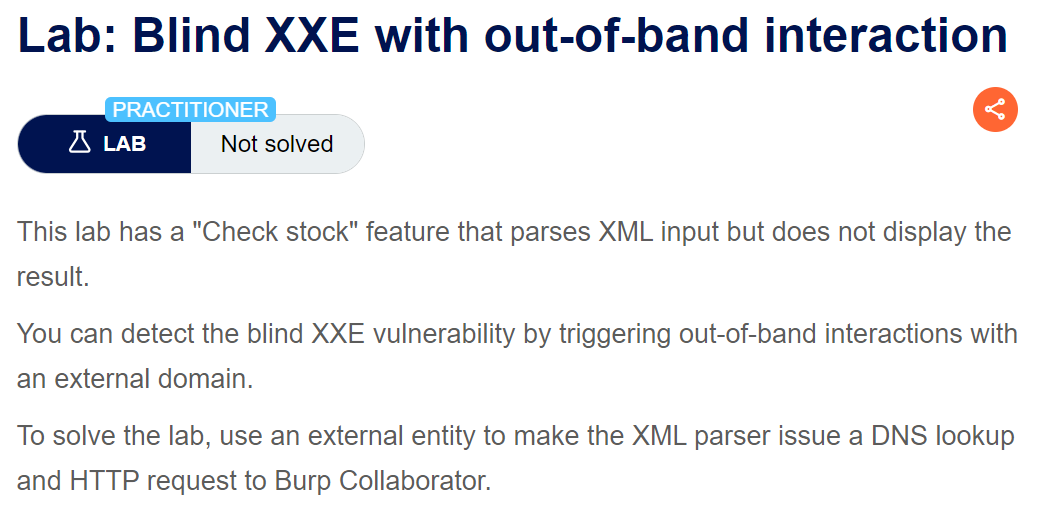 Lab: Blind XXE with out-of-band interaction
PRACTITIONER
LAB Not solved
This lab has a "Check stock" feature that parses XML input but does not display the
result.
You can detect the blind XXE vulnerability by triggering out-of-band interactions with
an external domain.
To solve the lab, use an external entity to make the XML parser issue a DNS lookup
and HTTP request to Burp Collaborator.